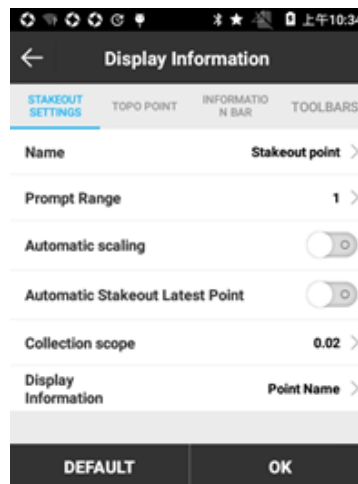 上午10:34
Display Information
STAKEOUT
SETTINGS
TOPO POINT
INFORMATIO
N BAR
TOOLBARS
Name
Stakeout point
Prompt Range
1
Automatic scaling
Automatic Stakeout Latest Point
Collection scope
0.02
Display
Information
Point Name
DEFAULT
OK